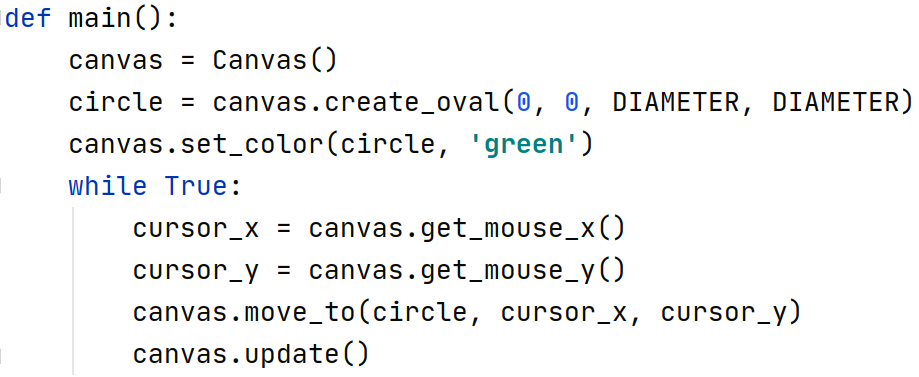 def main():
    canvas = Canvas()
    circle = canvas.create_oval(0, 0, DIAMETER, DIAMETER)
    canvas.set_color(circle, 'green')
    while True:
        cursor_x = canvas.get_mouse_x()
        cursor_y = canvas.get_mouse_y()
        canvas.move_to(circle, cursor_x, cursor_y)
        canvas.update()